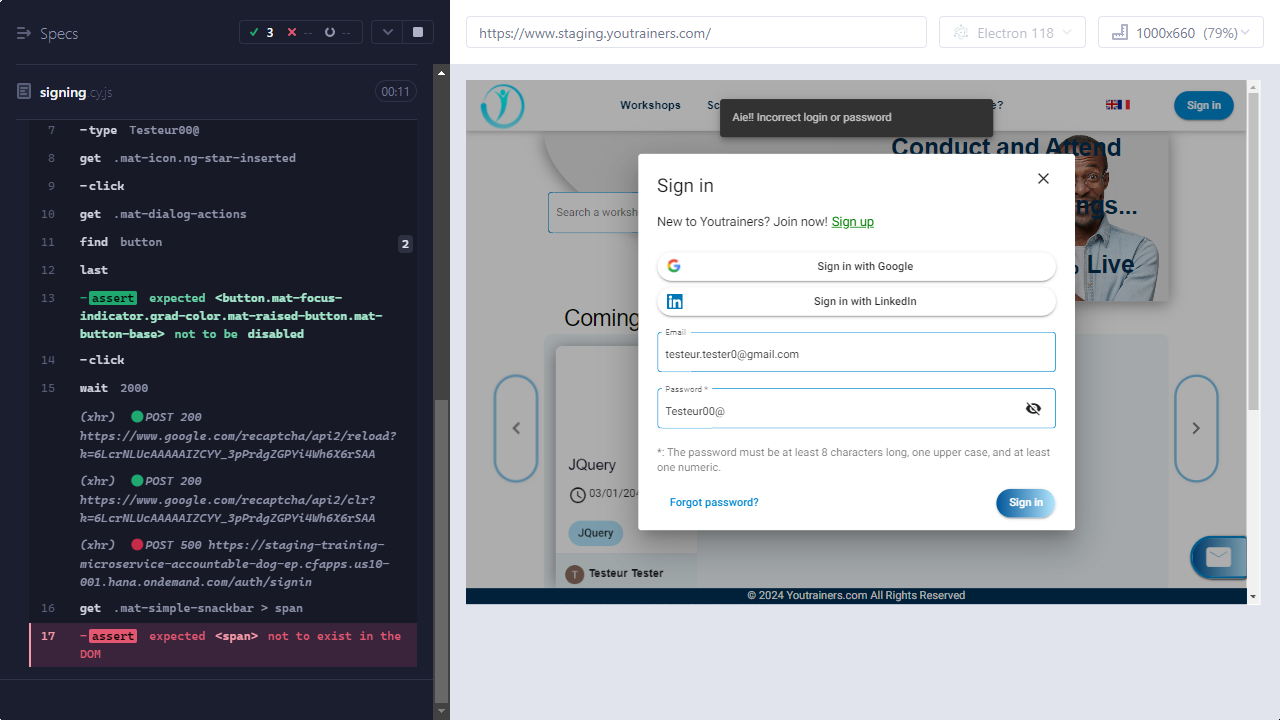 Specs
3
--
--
signing.cy.js
00:11
7 -type Testeur00@
8 get .mat-icon.ng-star-inserted
9 -click
10 get .mat-dialog-actions
11 find button 2
12 last
13 -assert expected <button.mat-focus-
indicator.grad-color.mat-raised-button.mat-
button-base> not to be disabled
14 -click
15 wait 2000
(xhr) POST 200
https://www.google.com/recaptcha/api2/reload?
k=6LcrNLUcAAAAAIZCYY_3pPrdgZGPYi4Wh6X6rSAA
(xhr) POST 200
https://www.google.com/recaptcha/api2/clr?
k=6LcrNLUcAAAAAIZCYY_3pPrdgZGPYi4Wh6X6rSAA
(xhr) POST 500 https://staging-training-
microservice-accountable-dog-ep.cfapps.us10-
001.hana.ondemand.com/auth/signin
16 get .mat-simple-snackbar > span
17 -assert expected <span> not to exist in the
DOM
https://www.staging.youtrainers.com/
Electron 118
1000x660 (79%)
Workshops
Sc
e?
Sign in
Aie!! Incorrect login or password
Conduct and Attend
ngs...
Live
Search a worksh
Coming
Sign in
New to Youtrainers? Join now! Sign up
Sign in with Google
Sign in with LinkedIn
Email
testeur.tester0@gmail.com
Password *
Testeur00@
*: The password must be at least 8 characters long, one upper case, and at least
one numeric.
Forgot password?
Sign in
JQuery
03/01/204
JQuery
T
Testeur Tester
© 2024 Youtrainers.com All Rights Reserved